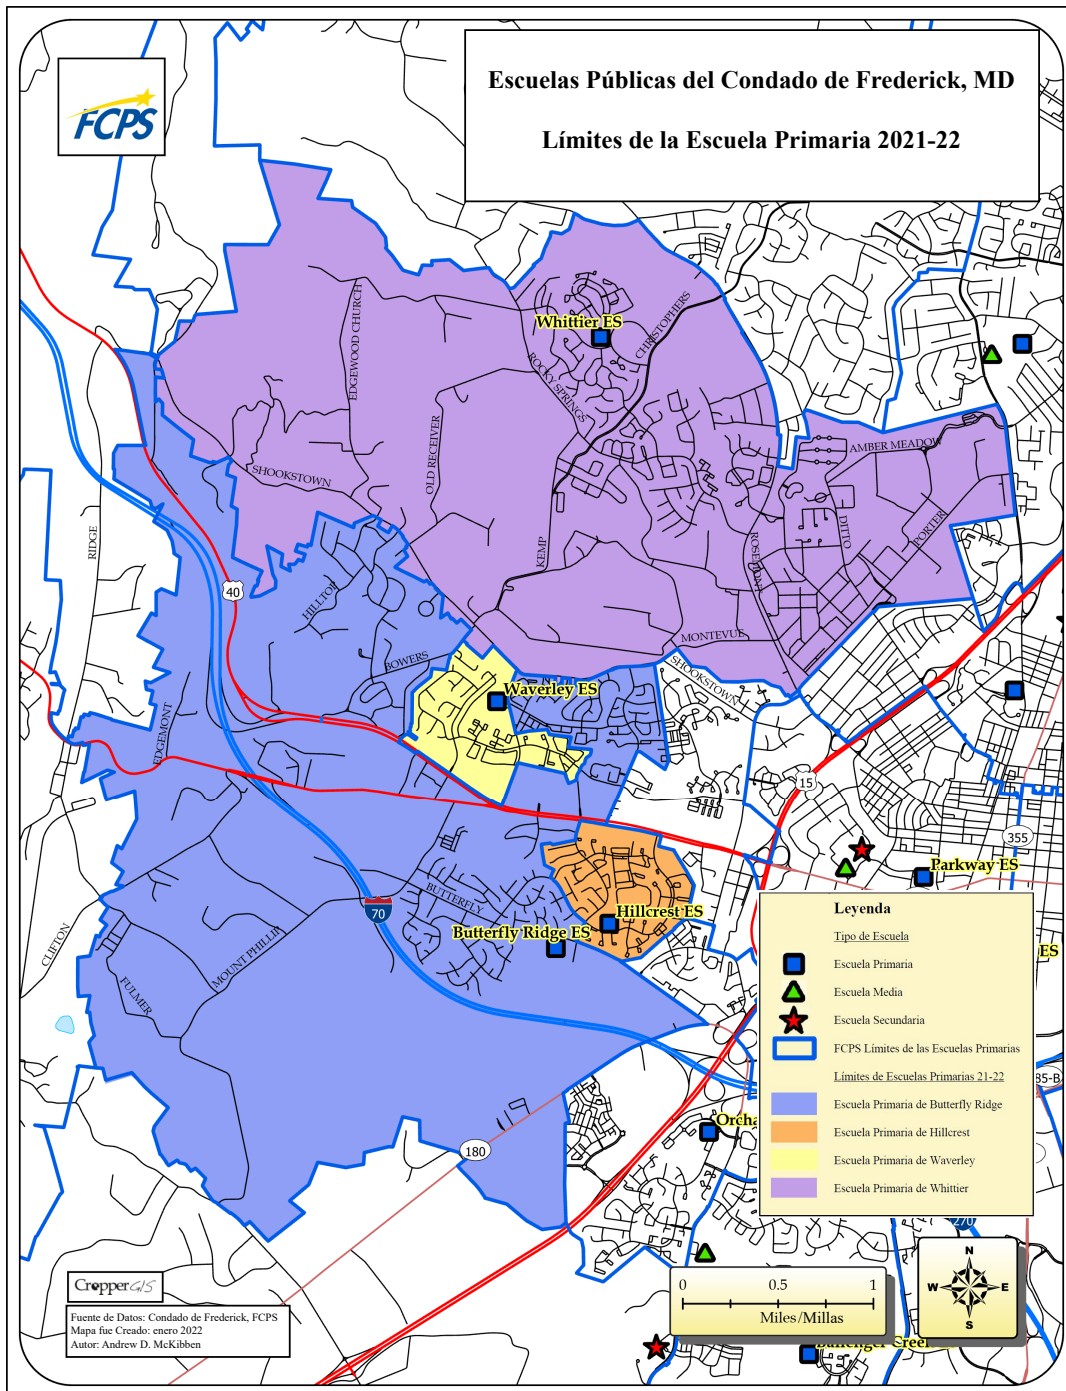 Escuelas Públicas del Condado de Frederick, MD
Límites de la Escuela Primaria 2021-22
FCPS
Whittier ES
CHRISTOPHERS
EDGEWOOD CHURCH
ROCKY SPRINGS
OLD RECEIVER
AMBER MEADOW
SHOOKSTOWN
RIDGE
KEMP
DITTO
PORTER
ROSEMONT
40
HILLTOP
MONTEVUE
BOWERS
SHOOKSTOWN
Waverley ES
EDGEMONT
15
355
Parkway ES
BUTTERFLY
70
Hillcrest ES
Butterfly Ridge ES
CLIFTON
MOUNT PHILLIP
FULMER
ES
85-B
Orcha
180
270
Leyenda
Tipo de Escuela
Escuela Primaria
Escuela Media
Escuela Secundaria
FCPS Límites de las Escuelas Primarias
Límites de Escuelas Primarias 21-22
Escuela Primaria de Butterfly Ridge
Escuela Primaria de Hillcrest
Escuela Primaria de Waverley
Escuela Primaria de Whittier
N
W E
S
0 0.5 1
Miles/Millas
Ballenger Creek
CropperGIS
Fuente de Datos: Condado de Frederick, FCPS
Mapa fue Creado: enero 2022
Autor: Andrew D. McKibben